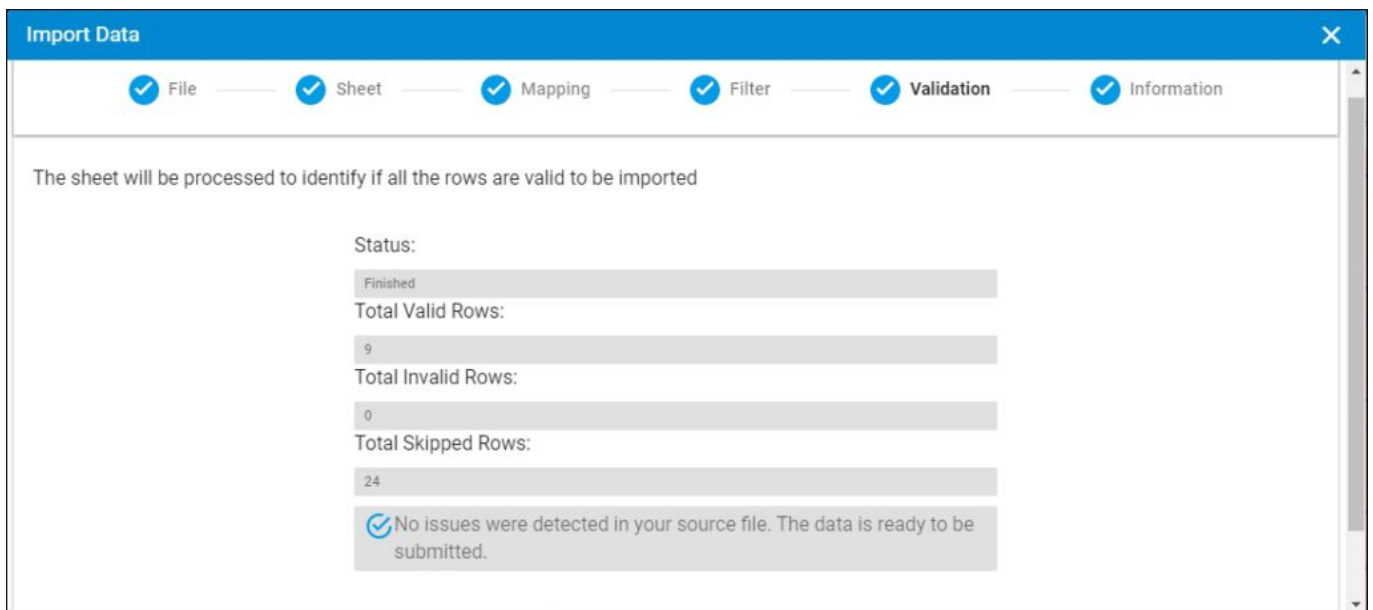 Import Data
File Sheet Mapping Filter Validation Information
The sheet will be processed to identify if all the rows are valid to be imported
Status:
Finished
Total Valid Rows:
9
Total Invalid Rows:
0
Total Skipped Rows:
24
No issues were detected in your source file. The data is ready to be
submitted.